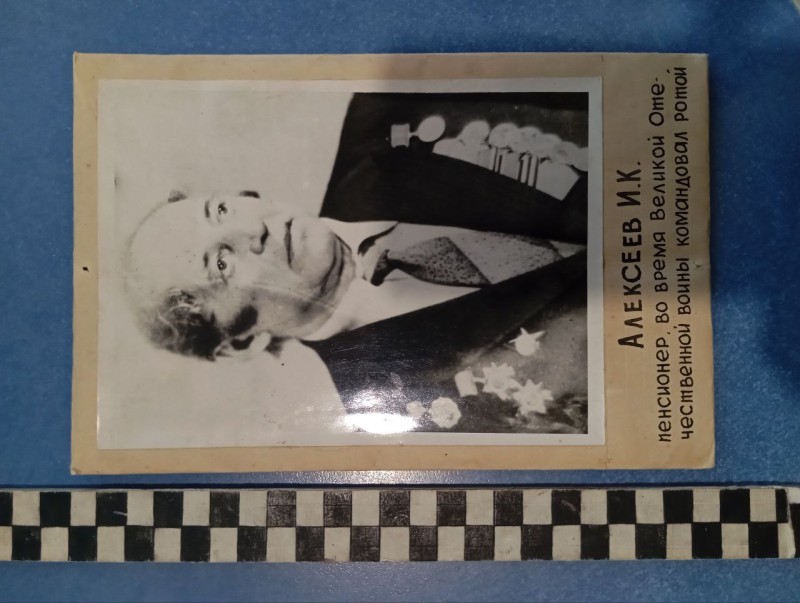 АЛЕКСЕЕВ И.К.
пенсионер, во время Великой Оте-
чественной войны командовал ротой